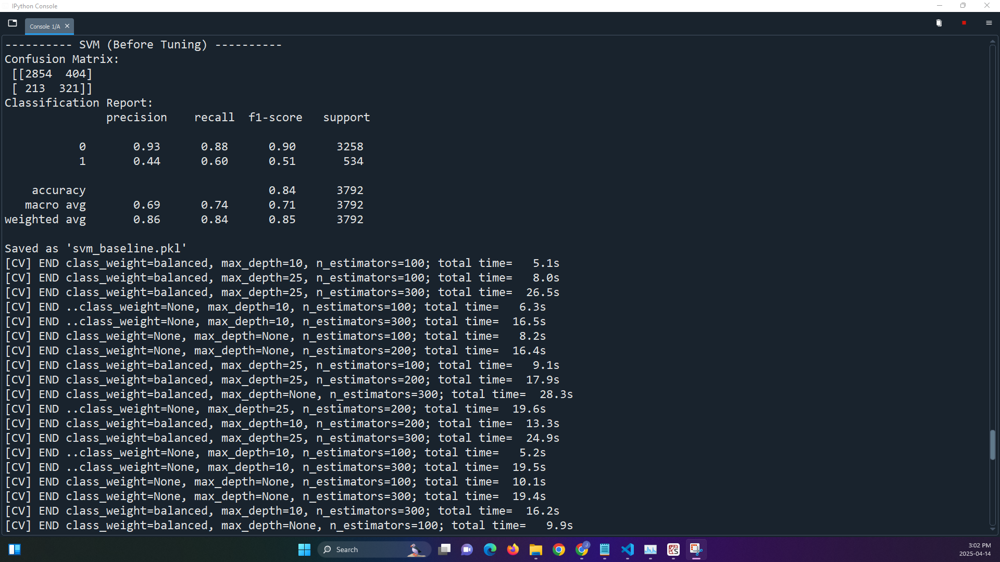 IPython Console
Console 1/A
---------- SVM (Before Tuning) ----------
Confusion Matrix:
 [[2854  404]
 [ 213  321]]
Classification Report:
               precision    recall  f1-score   support

           0       0.93      0.88      0.90      3258
           1       0.44      0.60      0.51       534

    accuracy                           0.84      3792
   macro avg       0.69      0.74      0.71      3792
weighted avg       0.86      0.84      0.85      3792

Saved as 'svm_baseline.pkl'
[CV] END class_weight=balanced, max_depth=10, n_estimators=100; total time=   5.1s
[CV] END class_weight=balanced, max_depth=25, n_estimators=100; total time=   8.0s
[CV] END class_weight=balanced, max_depth=25, n_estimators=300; total time=  26.5s
[CV] END ..class_weight=None, max_depth=10, n_estimators=100; total time=   6.3s
[CV] END ..class_weight=None, max_depth=10, n_estimators=300; total time=  16.5s
[CV] END class_weight=None, max_depth=None, n_estimators=100; total time=   8.2s
[CV] END class_weight=None, max_depth=None, n_estimators=200; total time=  16.4s
[CV] END class_weight=balanced, max_depth=25, n_estimators=100; total time=   9.1s
[CV] END class_weight=balanced, max_depth=25, n_estimators=200; total time=  17.9s
[CV] END class_weight=balanced, max_depth=None, n_estimators=300; total time=  28.3s
[CV] END ..class_weight=None, max_depth=25, n_estimators=200; total time=  19.6s
[CV] END class_weight=balanced, max_depth=10, n_estimators=200; total time=  13.3s
[CV] END class_weight=balanced, max_depth=25, n_estimators=300; total time=  24.9s
[CV] END ..class_weight=None, max_depth=10, n_estimators=100; total time=   5.2s
[CV] END ..class_weight=None, max_depth=10, n_estimators=300; total time=  19.5s
[CV] END class_weight=None, max_depth=None, n_estimators=100; total time=  10.1s
[CV] END class_weight=None, max_depth=None, n_estimators=300; total time=  19.4s
[CV] END class_weight=balanced, max_depth=10, n_estimators=300; total time=  16.2s
[CV] END class_weight=balanced, max_depth=None, n_estimators=100; total time=   9.9s
Search
3:02 PM
2025-04-14